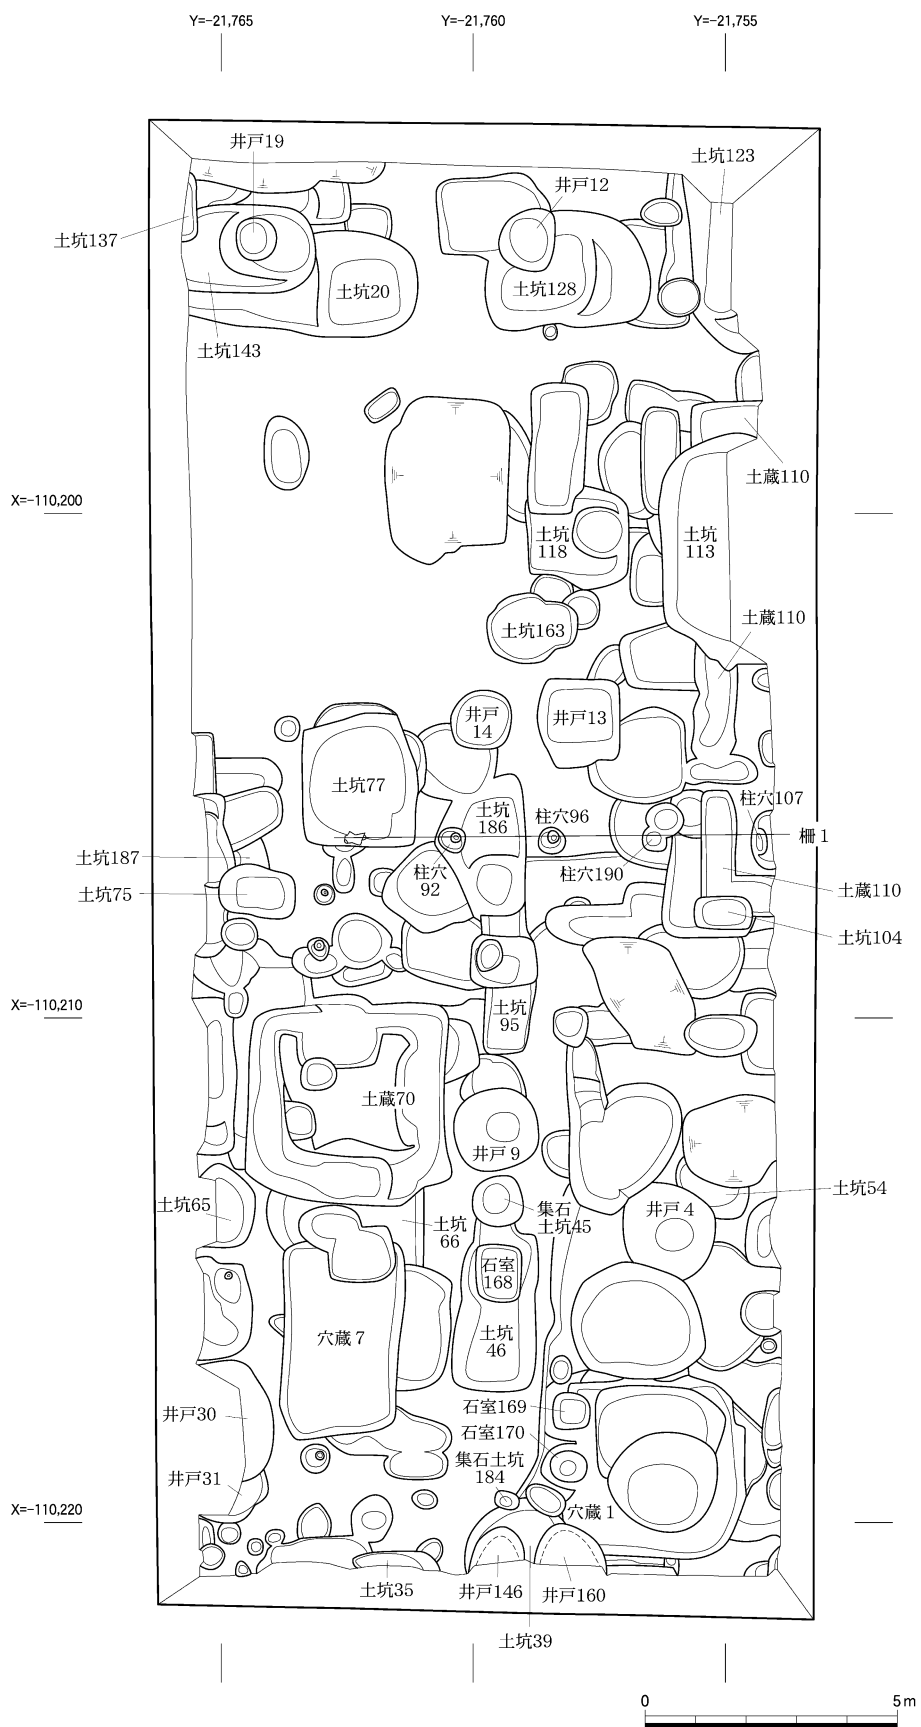 Y=-21,765
Y=-21,760
Y=-21,755
井戸19
土坑123
井戸12
土坑137
土坑20
土坑128
土坑143
土蔵110
X=-110,200
土坑
118
土坑
113
土蔵110
土坑163
井戸
14
井戸13
土坑77
柱穴107
土坑
186
柱穴96
柵1
土坑187
柱穴
92
柱穴190
土坑75
土蔵110
土坑104
X=-110,210
土坑
95
土蔵70
井戸9
土坑54
土坑65
集石
土坑45
井戸4
土坑
66
石室
168
穴蔵7
土坑
46
石室169
井戸30
石室170
集石土坑
184
井戸31
X=-110,220
穴蔵1
土坑35
井戸146
井戸160
土坑39
0
5m